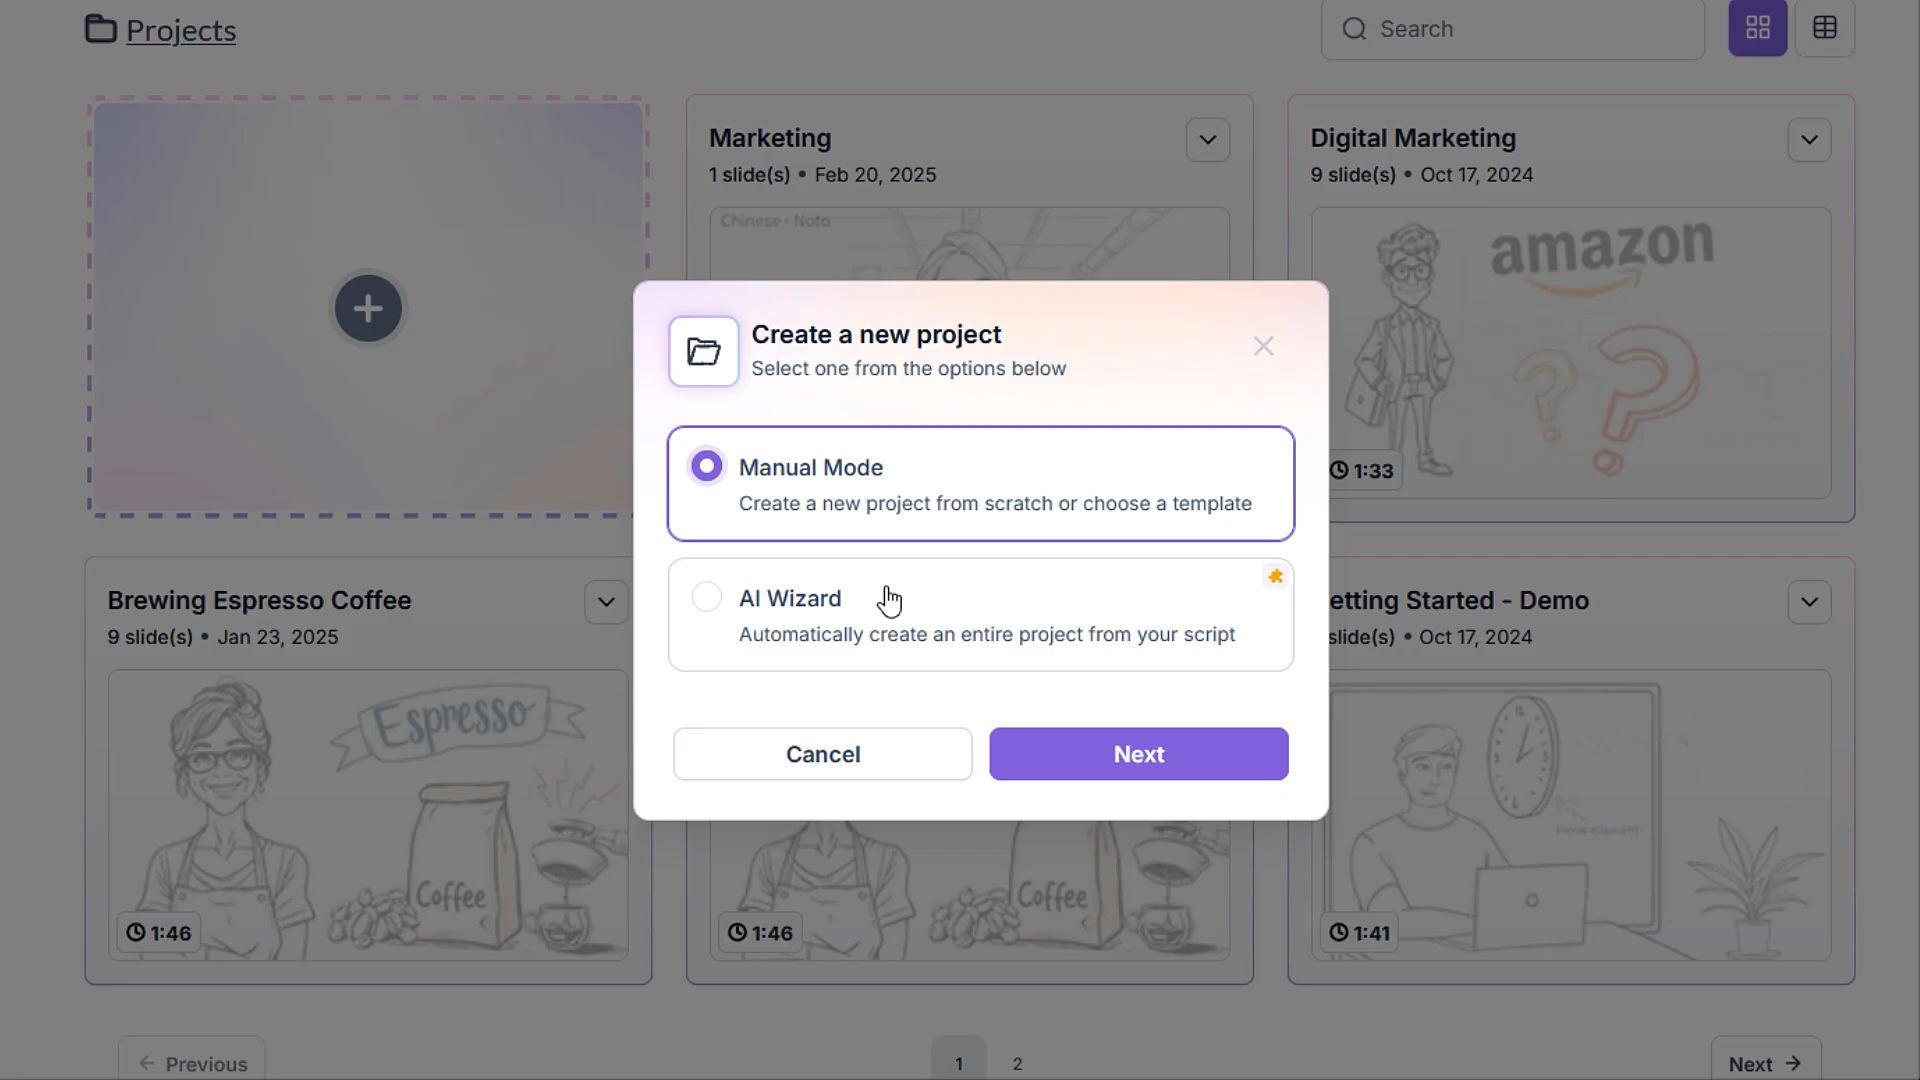 Projects
Search
Marketing
1 slide(s) • Feb 20, 2025
Chinese - Noto
Digital Marketing
9 slide(s) • Oct 17, 2024
amazon
? ?
1:33
Create a new project
Select one from the options below
Manual Mode
Create a new project from scratch or choose a template
AI Wizard
Automatically create an entire project from your script
Cancel
Next
Brewing Espresso Coffee
9 slide(s) • Jan 23, 2025
Espresso
Coffee
1:46
Coffee
1:46
etting Started - Demo
slide(s) • Oct 17, 2024
1:41
Previous
1
2
Next